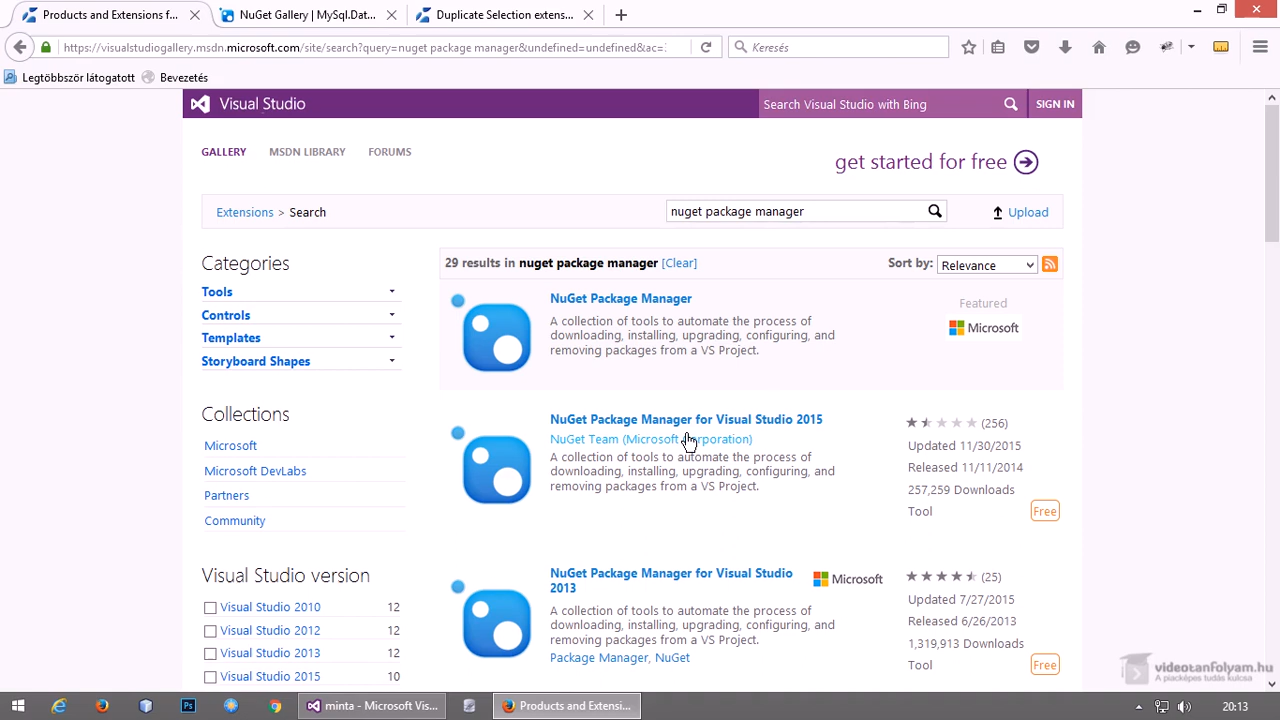 Products and Extensions f...
NuGet Gallery | MySql.Dat...
Duplicate Selection extens...
https://visualstudiogallery.msdn.microsoft.com/site/search?query=nuget package manager&undefined=undefined&ac=
Keresés
Legtöbbször látogatott
Bevezetés
Visual Studio
Search Visual Studio with Bing
SIGN IN
GALLERY
MSDN LIBRARY
FORUMS
get started for free
Extensions > Search
nuget package manager
Upload
Categories
Tools
Controls
Templates
Storyboard Shapes
Collections
Microsoft
Microsoft DevLabs
Partners
Community
Visual Studio version
Visual Studio 2010 12
Visual Studio 2012 12
Visual Studio 2013 12
Visual Studio 2015 10
29 results in nuget package manager [Clear]
Sort by: Relevance
NuGet Package Manager
A collection of tools to automate the process of
downloading, installing, upgrading, configuring, and
removing packages from a VS Project.
Featured
Microsoft
NuGet Package Manager for Visual Studio 2015
NuGet Team (Microsoft Corporation)
A collection of tools to automate the process of
downloading, installing, upgrading, configuring, and
removing packages from a VS Project.
(256)
Updated 11/30/2015
Released 11/11/2014
257,259 Downloads
Tool
Free
NuGet Package Manager for Visual Studio
2013
Microsoft
A collection of tools to automate the process of
downloading, installing, upgrading, configuring, and
removing packages from a VS Project.
Package Manager, NuGet
(25)
Updated 7/27/2015
Released 6/26/2013
1,319,913 Downloads
Tool
Free
videotanfolyam.hu
A piacképes tudás kulcsa
minta - Microsoft Vis...
Products and Extensi...
20:13